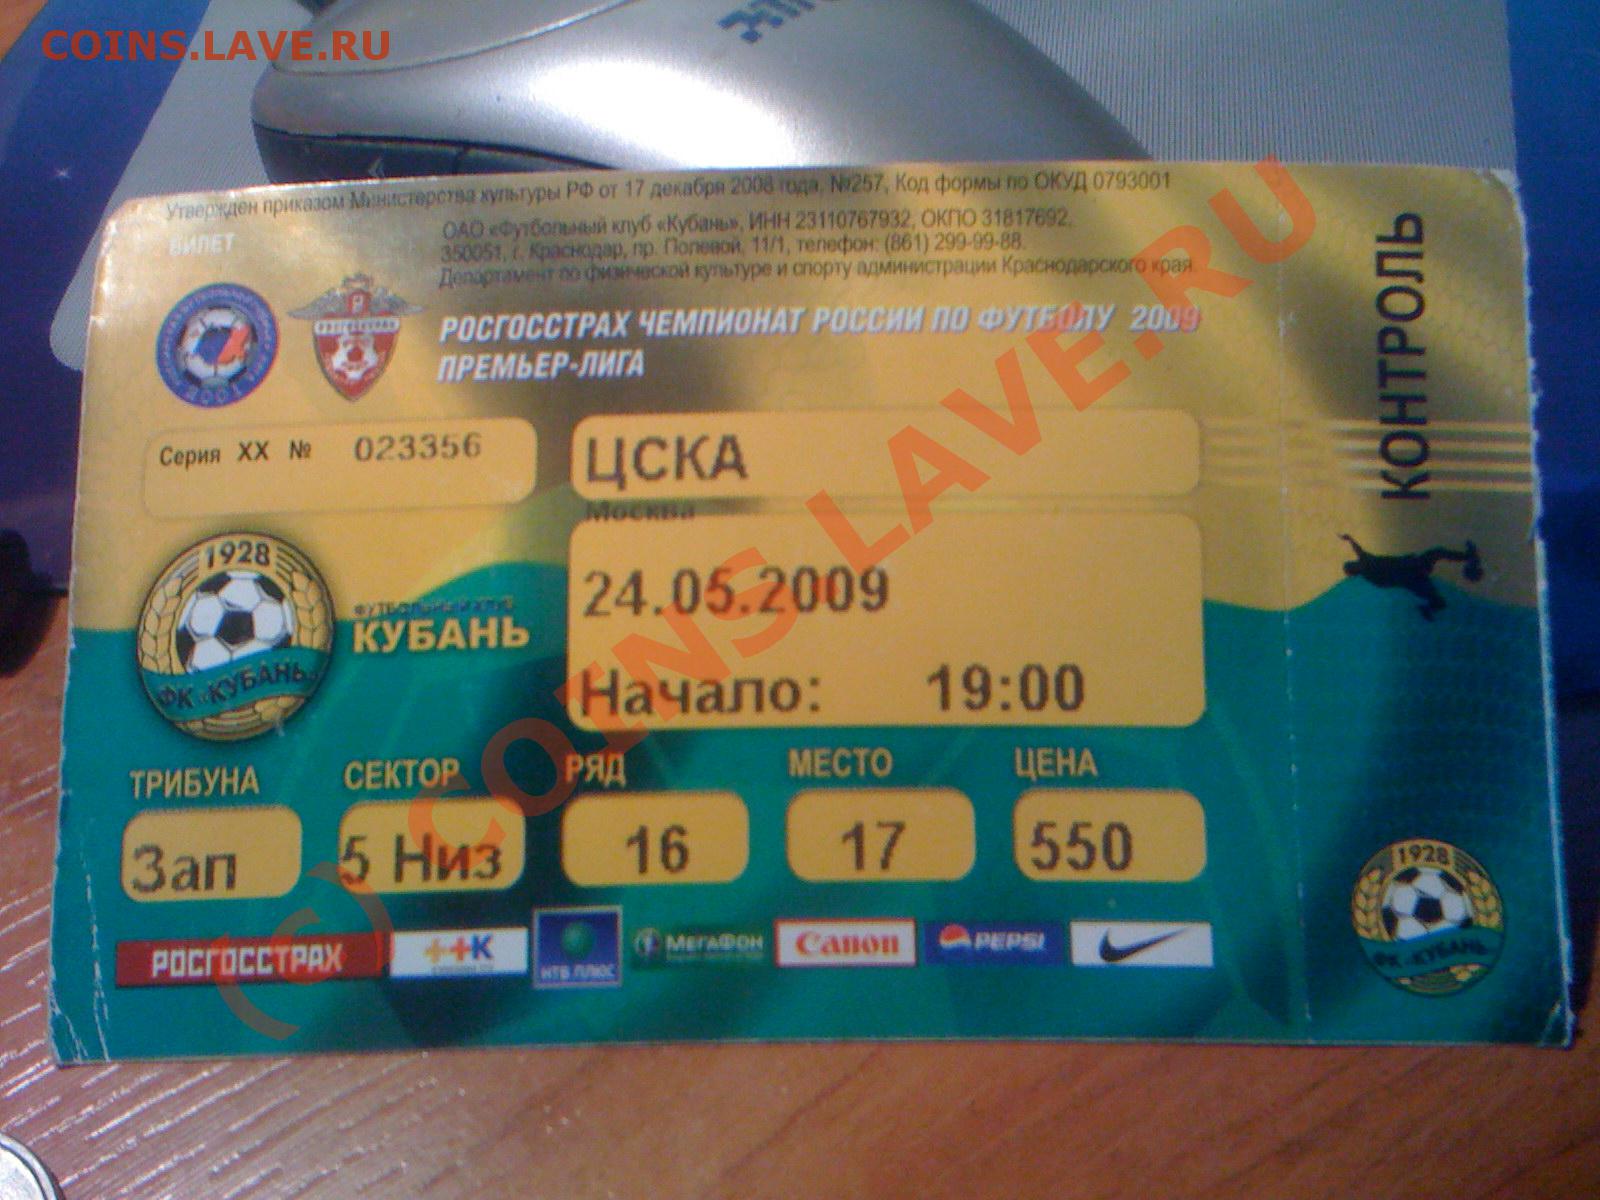 COINS.LAVE.RU
Утвержден приказом Министерства культуры РФ от 17 декабря 2008 года, №257, Код формы по ОКУД 0793001
БИЛЕТ
ОАО «Футбольный клуб «Кубань», ИНН 23110767932, ОКПО 31817692.
350051, г. Краснодар, пр. Полевой, 11/1, телефон: (861) 299-99-88.
Департамент по физической культуре и спорту администрации Краснодарского края.
РОСГОССТРАХ
РОСГОССТРАХ ЧЕМПИОНАТ РОССИИ ПО ФУТБОЛУ 2009
ПРЕМЬЕР-ЛИГА
Серия XX № 023356
ЦСКА
Москва
24.05.2009
Начало: 19:00
1928
ФК «КУБАНЬ»
ФУТБОЛЬНЫЙ КЛУБ
КУБАНЬ
ТРИБУНА СЕКТОР РЯД МЕСТО ЦЕНА
Зап 5 Низ 16 17 550
РОСГОССТРАХ ++К НТВ ПЛЮС МЕГАФОН Canon PEPSI
КОНТРОЛЬ
1928
ФК «КУБАНЬ»
(c) COINS.LAVE.RU